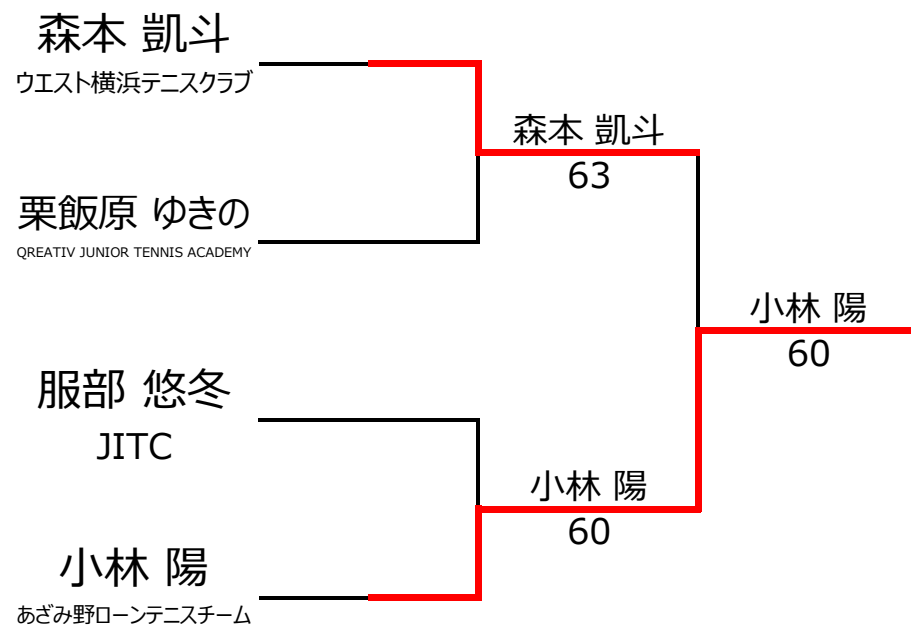 森本 凱斗
ウエスト横浜テニスクラブ
栗飯原 ゆきの
QREATIV JUNIOR TENNIS ACADEMY
服部 悠冬
JITC
小林 陽
あざみ野ローンテニスチーム
森本 凱斗
63
小林 陽
60
小林 陽
60